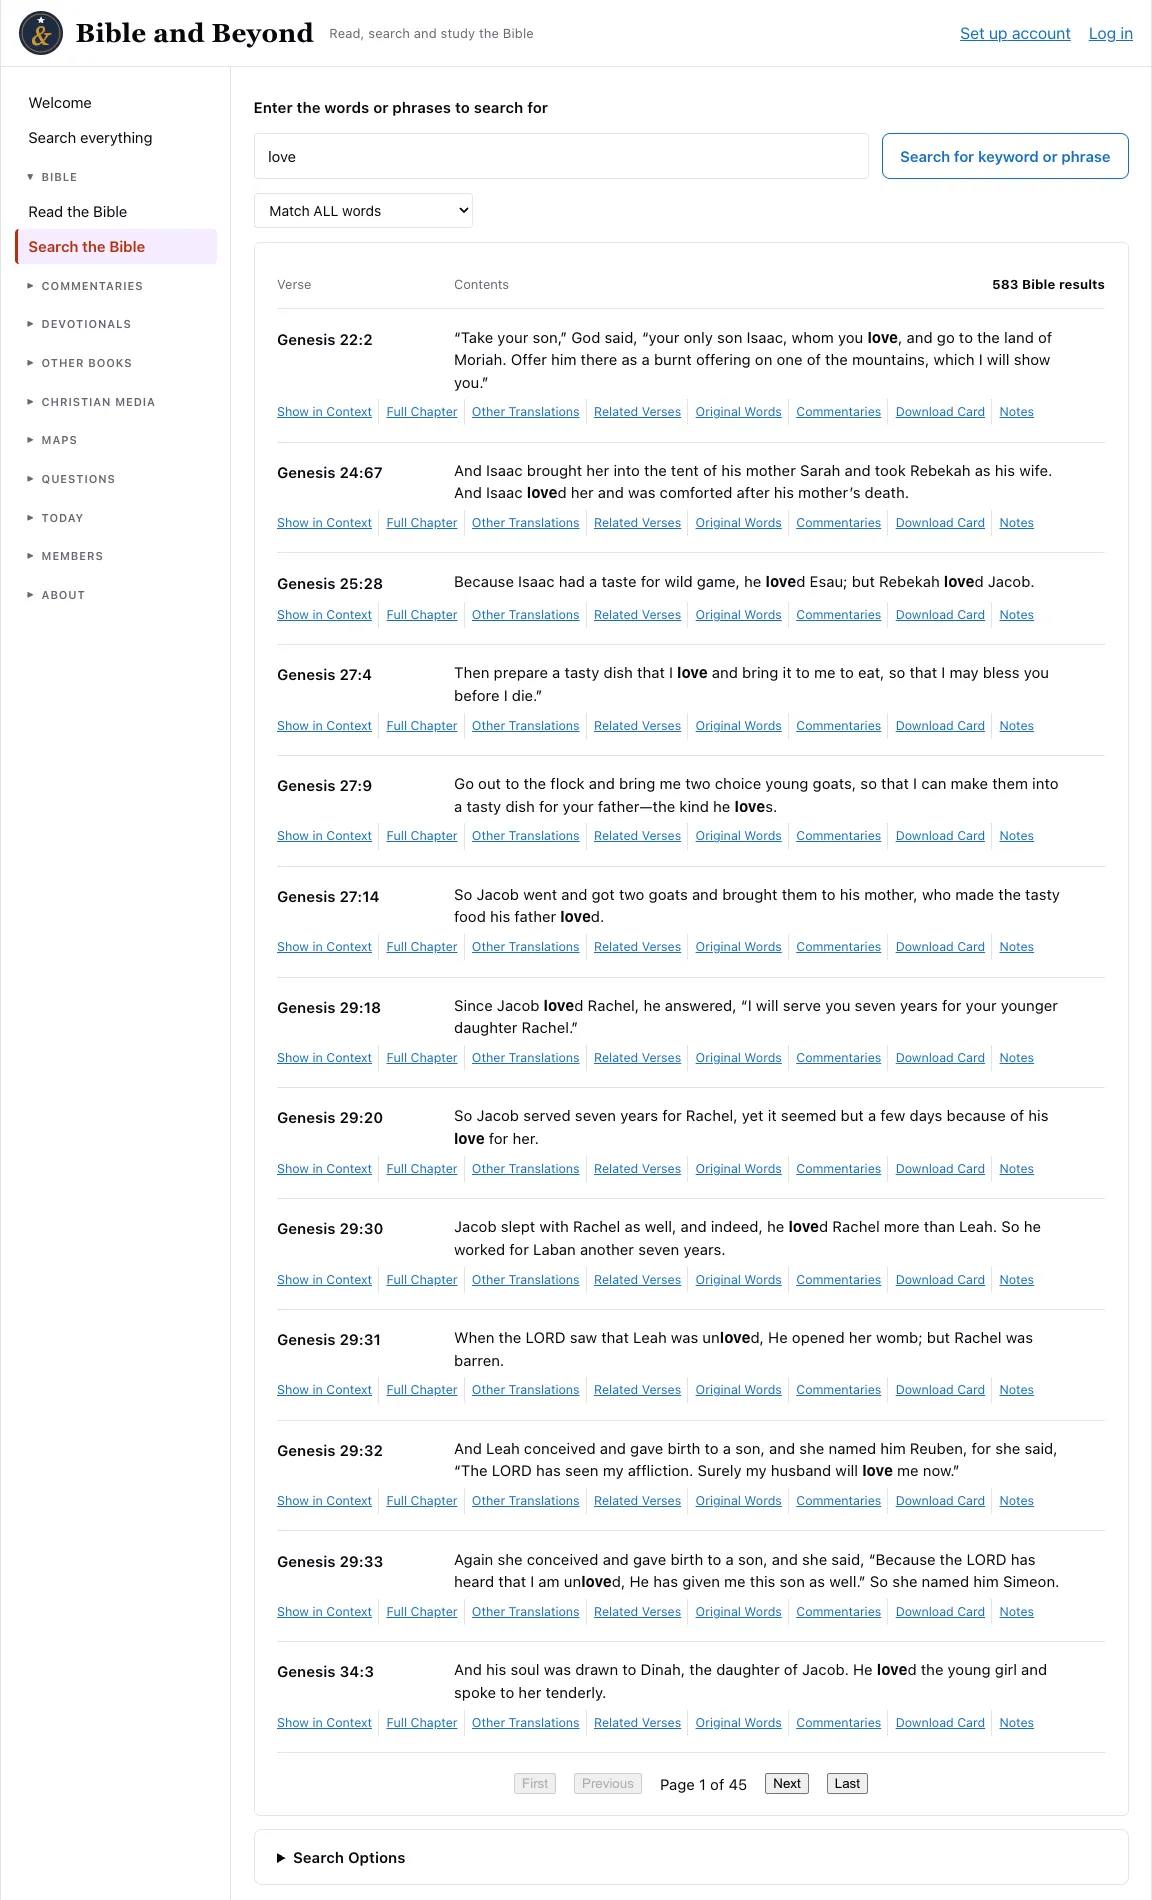 &
Bible and Beyond
Read, search and study the Bible
Set up account
Log in
Welcome
Search everything
BIBLE
Read the Bible
Search the Bible
COMMENTARIES
DEVOTIONALS
OTHER BOOKS
CHRISTIAN MEDIA
MAPS
QUESTIONS
TODAY
MEMBERS
ABOUT
Enter the words or phrases to search for
love
Search for keyword or phrase
Match ALL words
Verse
Contents
583 Bible results
Genesis 22:2
“Take your son,” God said, “your only son Isaac, whom you love, and go to the land of
Moriah. Offer him there as a burnt offering on one of the mountains, which I will show
you.”
Show in Context Full Chapter Other Translations Related Verses Original Words Commentaries Download Card Notes
Genesis 24:67
And Isaac brought her into the tent of his mother Sarah and took Rebekah as his wife.
And Isaac loved her and was comforted after his mother’s death.
Show in Context Full Chapter Other Translations Related Verses Original Words Commentaries Download Card Notes
Genesis 25:28
Because Isaac had a taste for wild game, he loved Esau; but Rebekah loved Jacob.
Show in Context Full Chapter Other Translations Related Verses Original Words Commentaries Download Card Notes
Genesis 27:4
Then prepare a tasty dish that I love and bring it to me to eat, so that I may bless you
before I die.”
Show in Context Full Chapter Other Translations Related Verses Original Words Commentaries Download Card Notes
Genesis 27:9
Go out to the flock and bring me two choice young goats, so that I can make them into
a tasty dish for your father—the kind he loves.
Show in Context Full Chapter Other Translations Related Verses Original Words Commentaries Download Card Notes
Genesis 27:14
So Jacob went and got two goats and brought them to his mother, who made the tasty
food his father loved.
Show in Context Full Chapter Other Translations Related Verses Original Words Commentaries Download Card Notes
Genesis 29:18
Since Jacob loved Rachel, he answered, “I will serve you seven years for your younger
daughter Rachel.”
Show in Context Full Chapter Other Translations Related Verses Original Words Commentaries Download Card Notes
Genesis 29:20
So Jacob served seven years for Rachel, yet it seemed but a few days because of his
love for her.
Show in Context Full Chapter Other Translations Related Verses Original Words Commentaries Download Card Notes
Genesis 29:30
Jacob slept with Rachel as well, and indeed, he loved Rachel more than Leah. So he
worked for Laban another seven years.
Show in Context Full Chapter Other Translations Related Verses Original Words Commentaries Download Card Notes
Genesis 29:31
When the LORD saw that Leah was unloved, He opened her womb; but Rachel was
barren.
Show in Context Full Chapter Other Translations Related Verses Original Words Commentaries Download Card Notes
Genesis 29:32
And Leah conceived and gave birth to a son, and she named him Reuben, for she said,
“The LORD has seen my affliction. Surely my husband will love me now.”
Show in Context Full Chapter Other Translations Related Verses Original Words Commentaries Download Card Notes
Genesis 29:33
Again she conceived and gave birth to a son, and she said, “Because the LORD has
heard that I am unloved, He has given me this son as well.” So she named him Simeon.
Show in Context Full Chapter Other Translations Related Verses Original Words Commentaries Download Card Notes
Genesis 34:3
And his soul was drawn to Dinah, the daughter of Jacob. He loved the young girl and
spoke to her tenderly.
Show in Context Full Chapter Other Translations Related Verses Original Words Commentaries Download Card Notes
First Previous Page 1 of 45 Next Last
Search Options